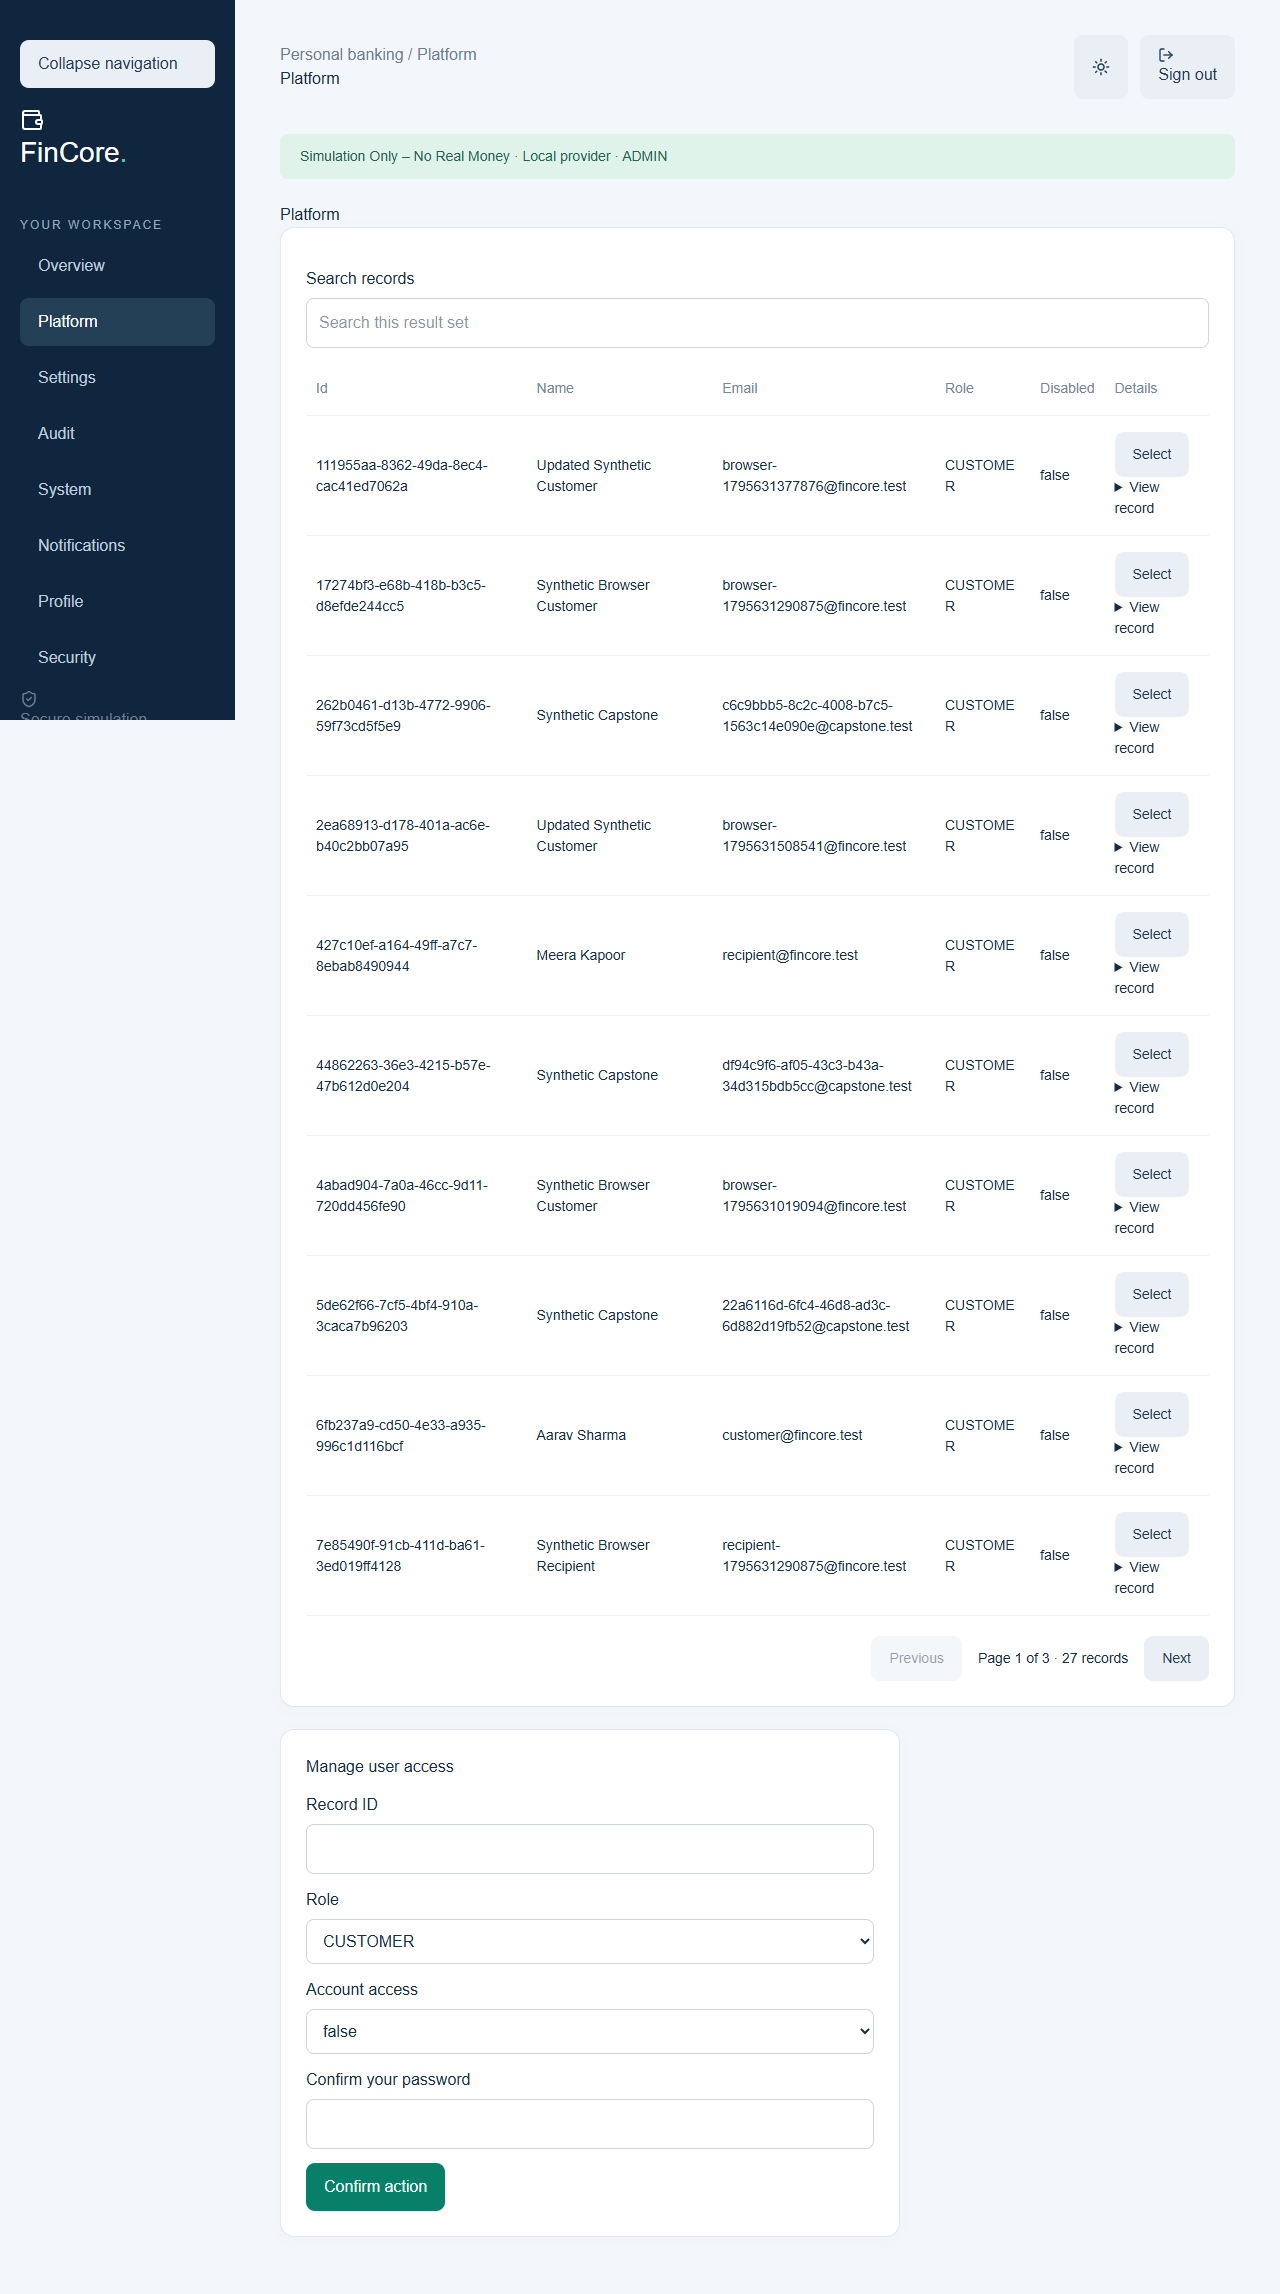 Collapse navigation
FinCore.
YOUR WORKSPACE
Overview
Platform
Settings
Audit
System
Notifications
Profile
Security
Secure simulation
Personal banking / Platform
Platform
Sign out
Simulation Only – No Real Money · Local provider · ADMIN
Platform
Search records
Search this result set
Id Name Email Role Disabled Details
111955aa-8362-49da-8ec4-
cac41ed7062a
Updated Synthetic
Customer
browser-
1795631377876@fincore.test
CUSTOME
R
false
Select
▶ View
record
17274bf3-e68b-418b-b3c5-
d8efde244cc5
Synthetic Browser
Customer
browser-
1795631290875@fincore.test
CUSTOME
R
false
Select
▶ View
record
262b0461-d13b-4772-9906-
59f73cd5f5e9
Synthetic Capstone
c6c9bbb5-8c2c-4008-b7c5-
1563c14e090e@capstone.test
CUSTOME
R
false
Select
▶ View
record
2ea68913-d178-401a-ac6e-
b40c2bb07a95
Updated Synthetic
Customer
browser-
1795631508541@fincore.test
CUSTOME
R
false
Select
▶ View
record
427c10ef-a164-49ff-a7c7-
8ebab8490944
Meera Kapoor
recipient@fincore.test
CUSTOME
R
false
Select
▶ View
record
44862263-36e3-4215-b57e-
47b612d0e204
Synthetic Capstone
df94c9f6-af05-43c3-b43a-
34d315bdb5cc@capstone.test
CUSTOME
R
false
Select
▶ View
record
4abad904-7a0a-46cc-9d11-
720dd456fe90
Synthetic Browser
Customer
browser-
1795631019094@fincore.test
CUSTOME
R
false
Select
▶ View
record
5de62f66-7cf5-4bf4-910a-
3caca7b96203
Synthetic Capstone
22a6116d-6fc4-46d8-ad3c-
6d882d19fb52@capstone.test
CUSTOME
R
false
Select
▶ View
record
6fb237a9-cd50-4e33-a935-
996c1d116bcf
Aarav Sharma
customer@fincore.test
CUSTOME
R
false
Select
▶ View
record
7e85490f-91cb-411d-ba61-
3ed019ff4128
Synthetic Browser
Recipient
recipient-
1795631290875@fincore.test
CUSTOME
R
false
Select
▶ View
record
Previous Page 1 of 3 · 27 records Next
Manage user access
Record ID
Role
CUSTOMER
Account access
false
Confirm your password
Confirm action